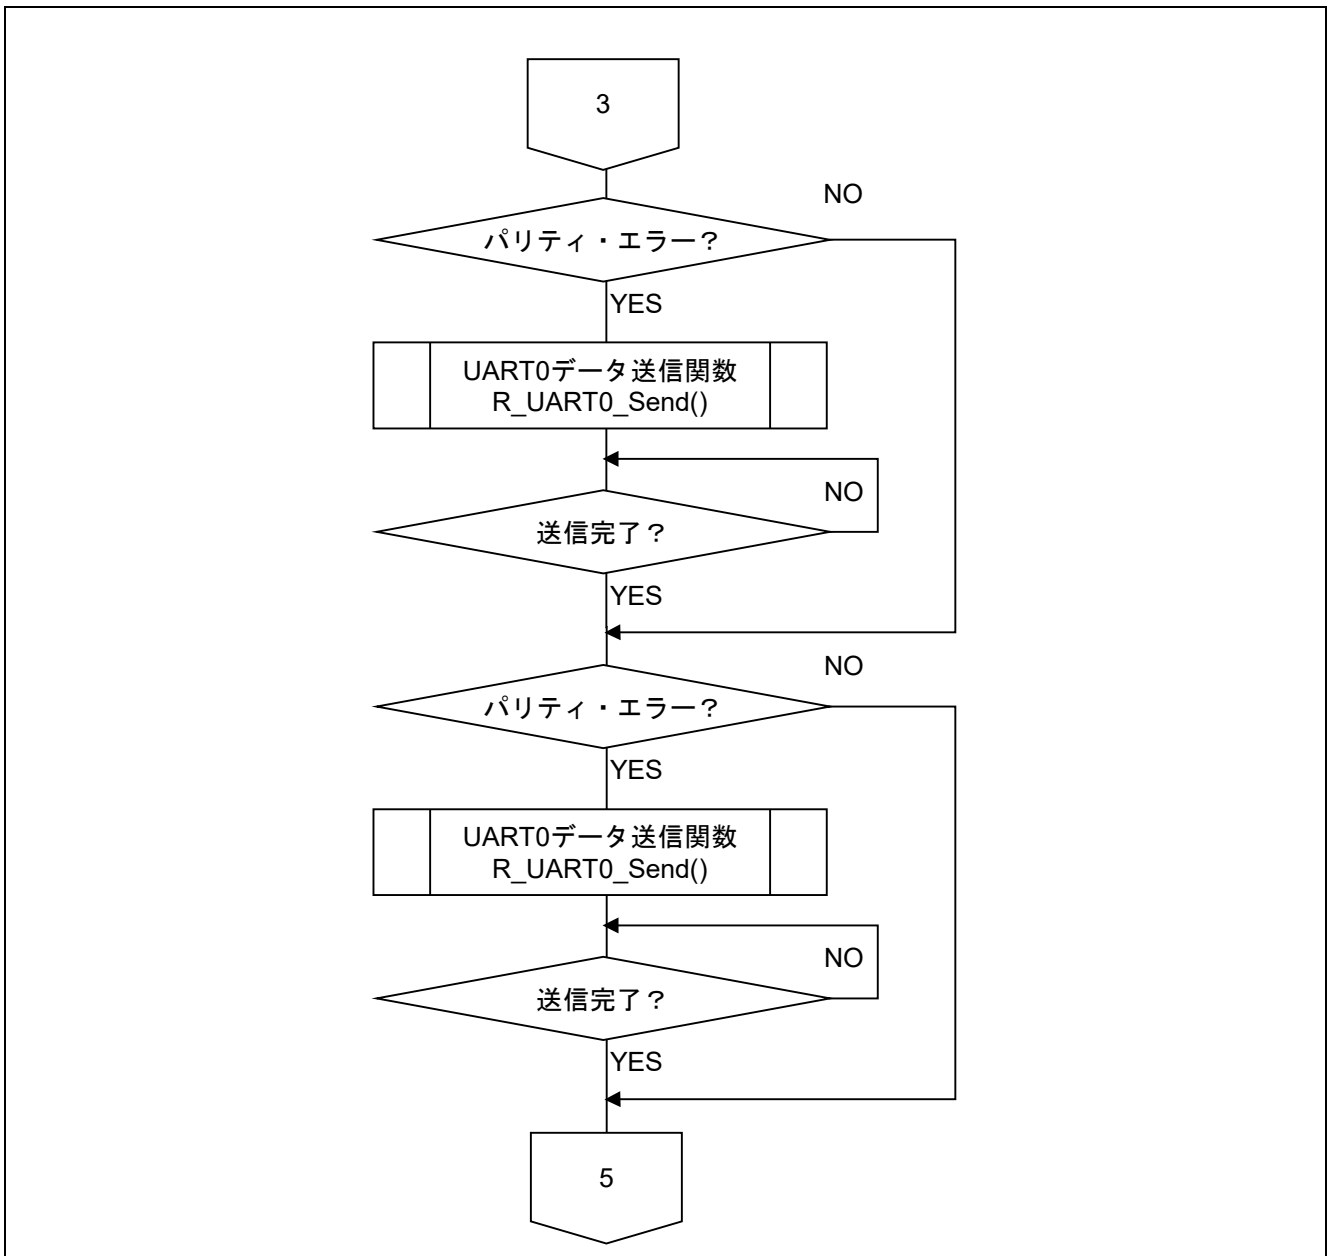 3
NO
パリティ・エラー？
YES
UART0データ送信関数
R_UART0_Send()
NO
送信完了？
YES
NO
パリティ・エラー？
YES
UART0データ送信関数
R_UART0_Send()
NO
送信完了？
YES
5